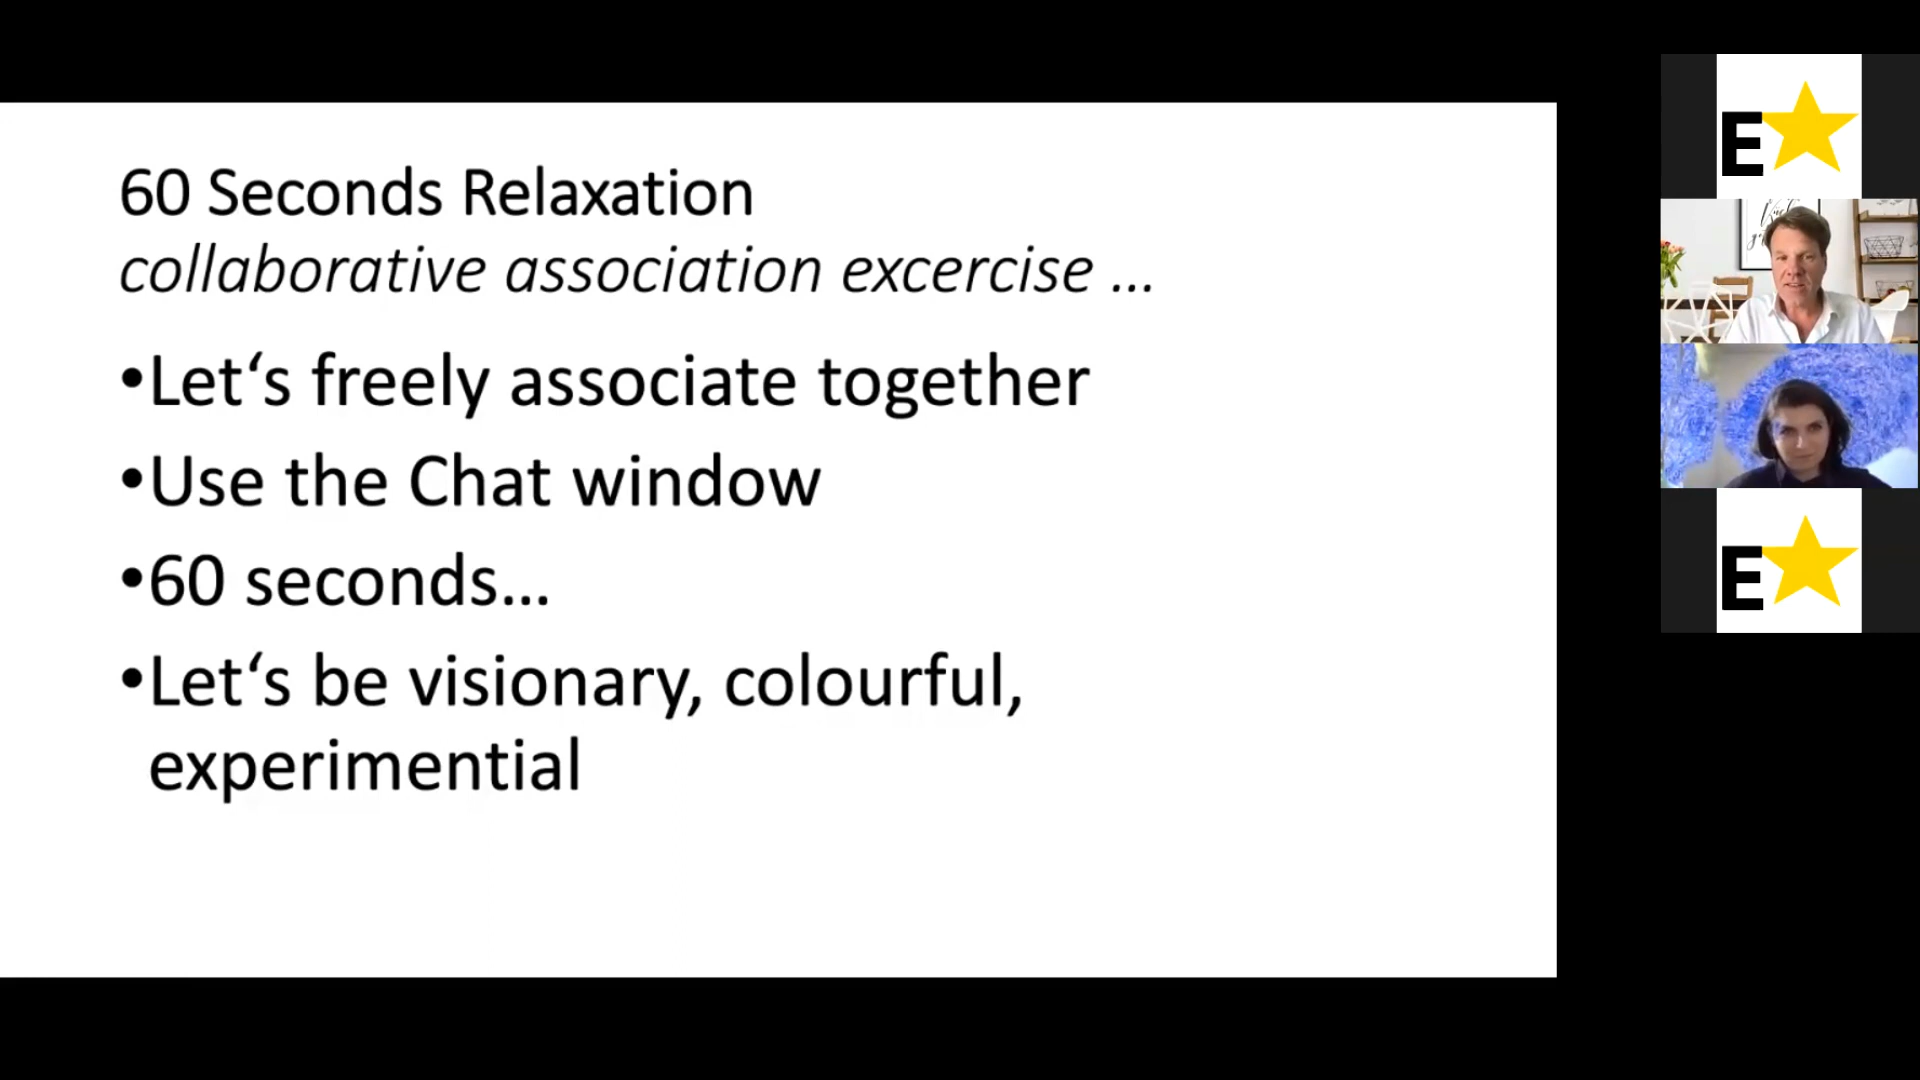 60 Seconds Relaxation
collaborative association excercise ...
•Let‘s freely associate together
•Use the Chat window
•60 seconds...
•Let‘s be visionary, colourful,
experimential
E
E